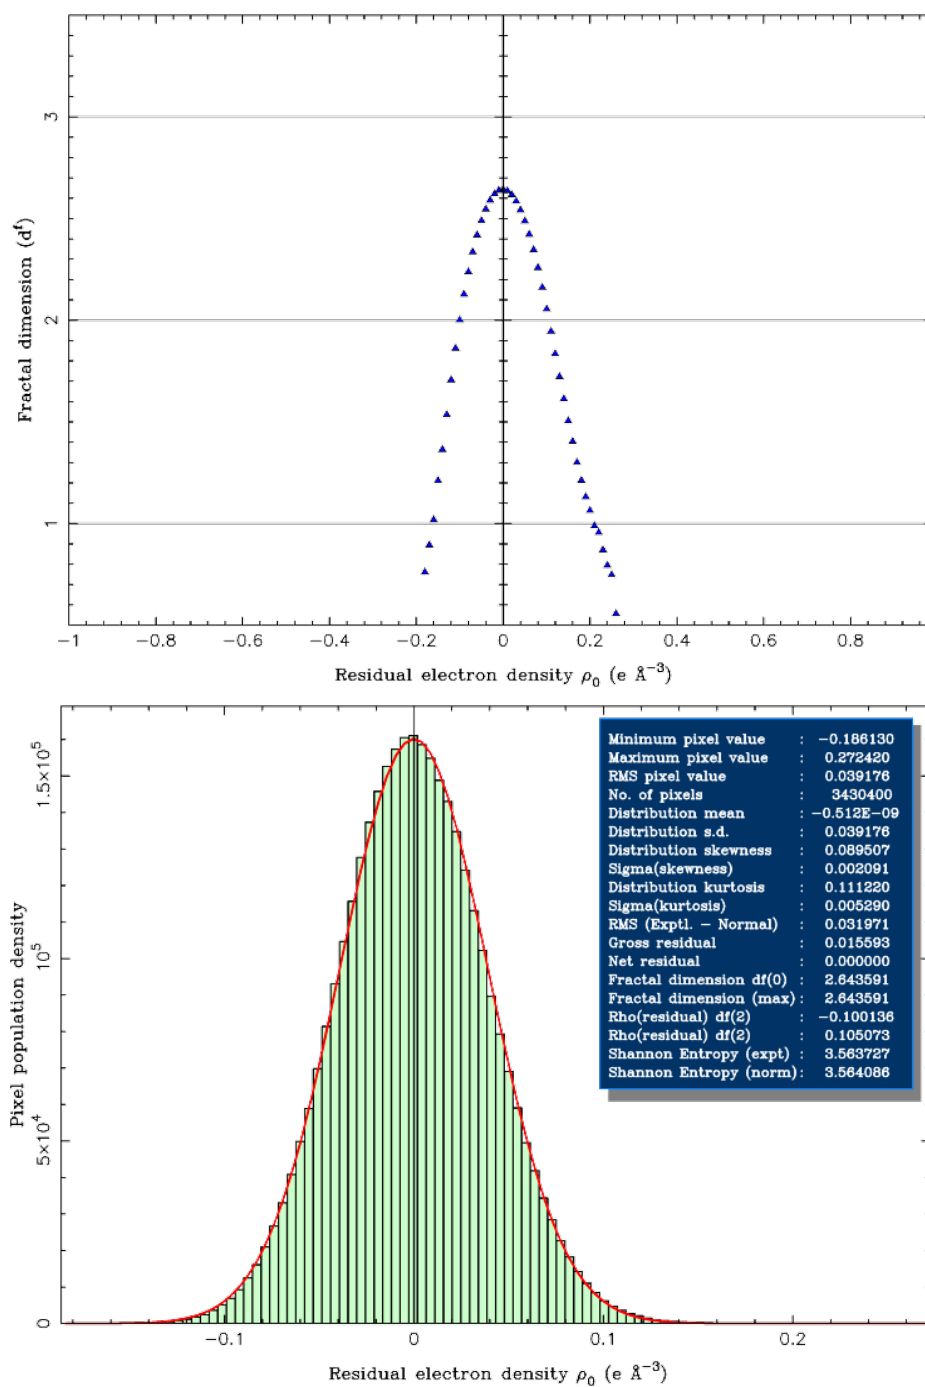 3
2
1
Fractal dimension (dᶠ)
−1 −0.8 −0.6 −0.4 −0.2 0 0.2 0.4 0.6 0.8
Residual electron density ρ₀ (e Å⁻³)
1.5×10⁵
10⁵
5×10⁴
0
Pixel population density
Minimum pixel value : −0.186130
Maximum pixel value : 0.272420
RMS pixel value : 0.039176
No. of pixels : 3430400
Distribution mean : −0.512E−09
Distribution s.d. : 0.039176
Distribution skewness : 0.089507
Sigma(skewness) : 0.002091
Distribution kurtosis : 0.111220
Sigma(kurtosis) : 0.005290
RMS (Exptl. − Normal) : 0.031971
Gross residual : 0.015593
Net residual : 0.000000
Fractal dimension df(0) : 2.643591
Fractal dimension (max) : 2.643591
Rho(residual) df(2) : −0.100136
Rho(residual) df(2) : 0.105073
Shannon Entropy (expt) : 3.563727
Shannon Entropy (norm) : 3.564086
−0.1 0 0.1 0.2
Residual electron density ρ₀ (e Å⁻³)